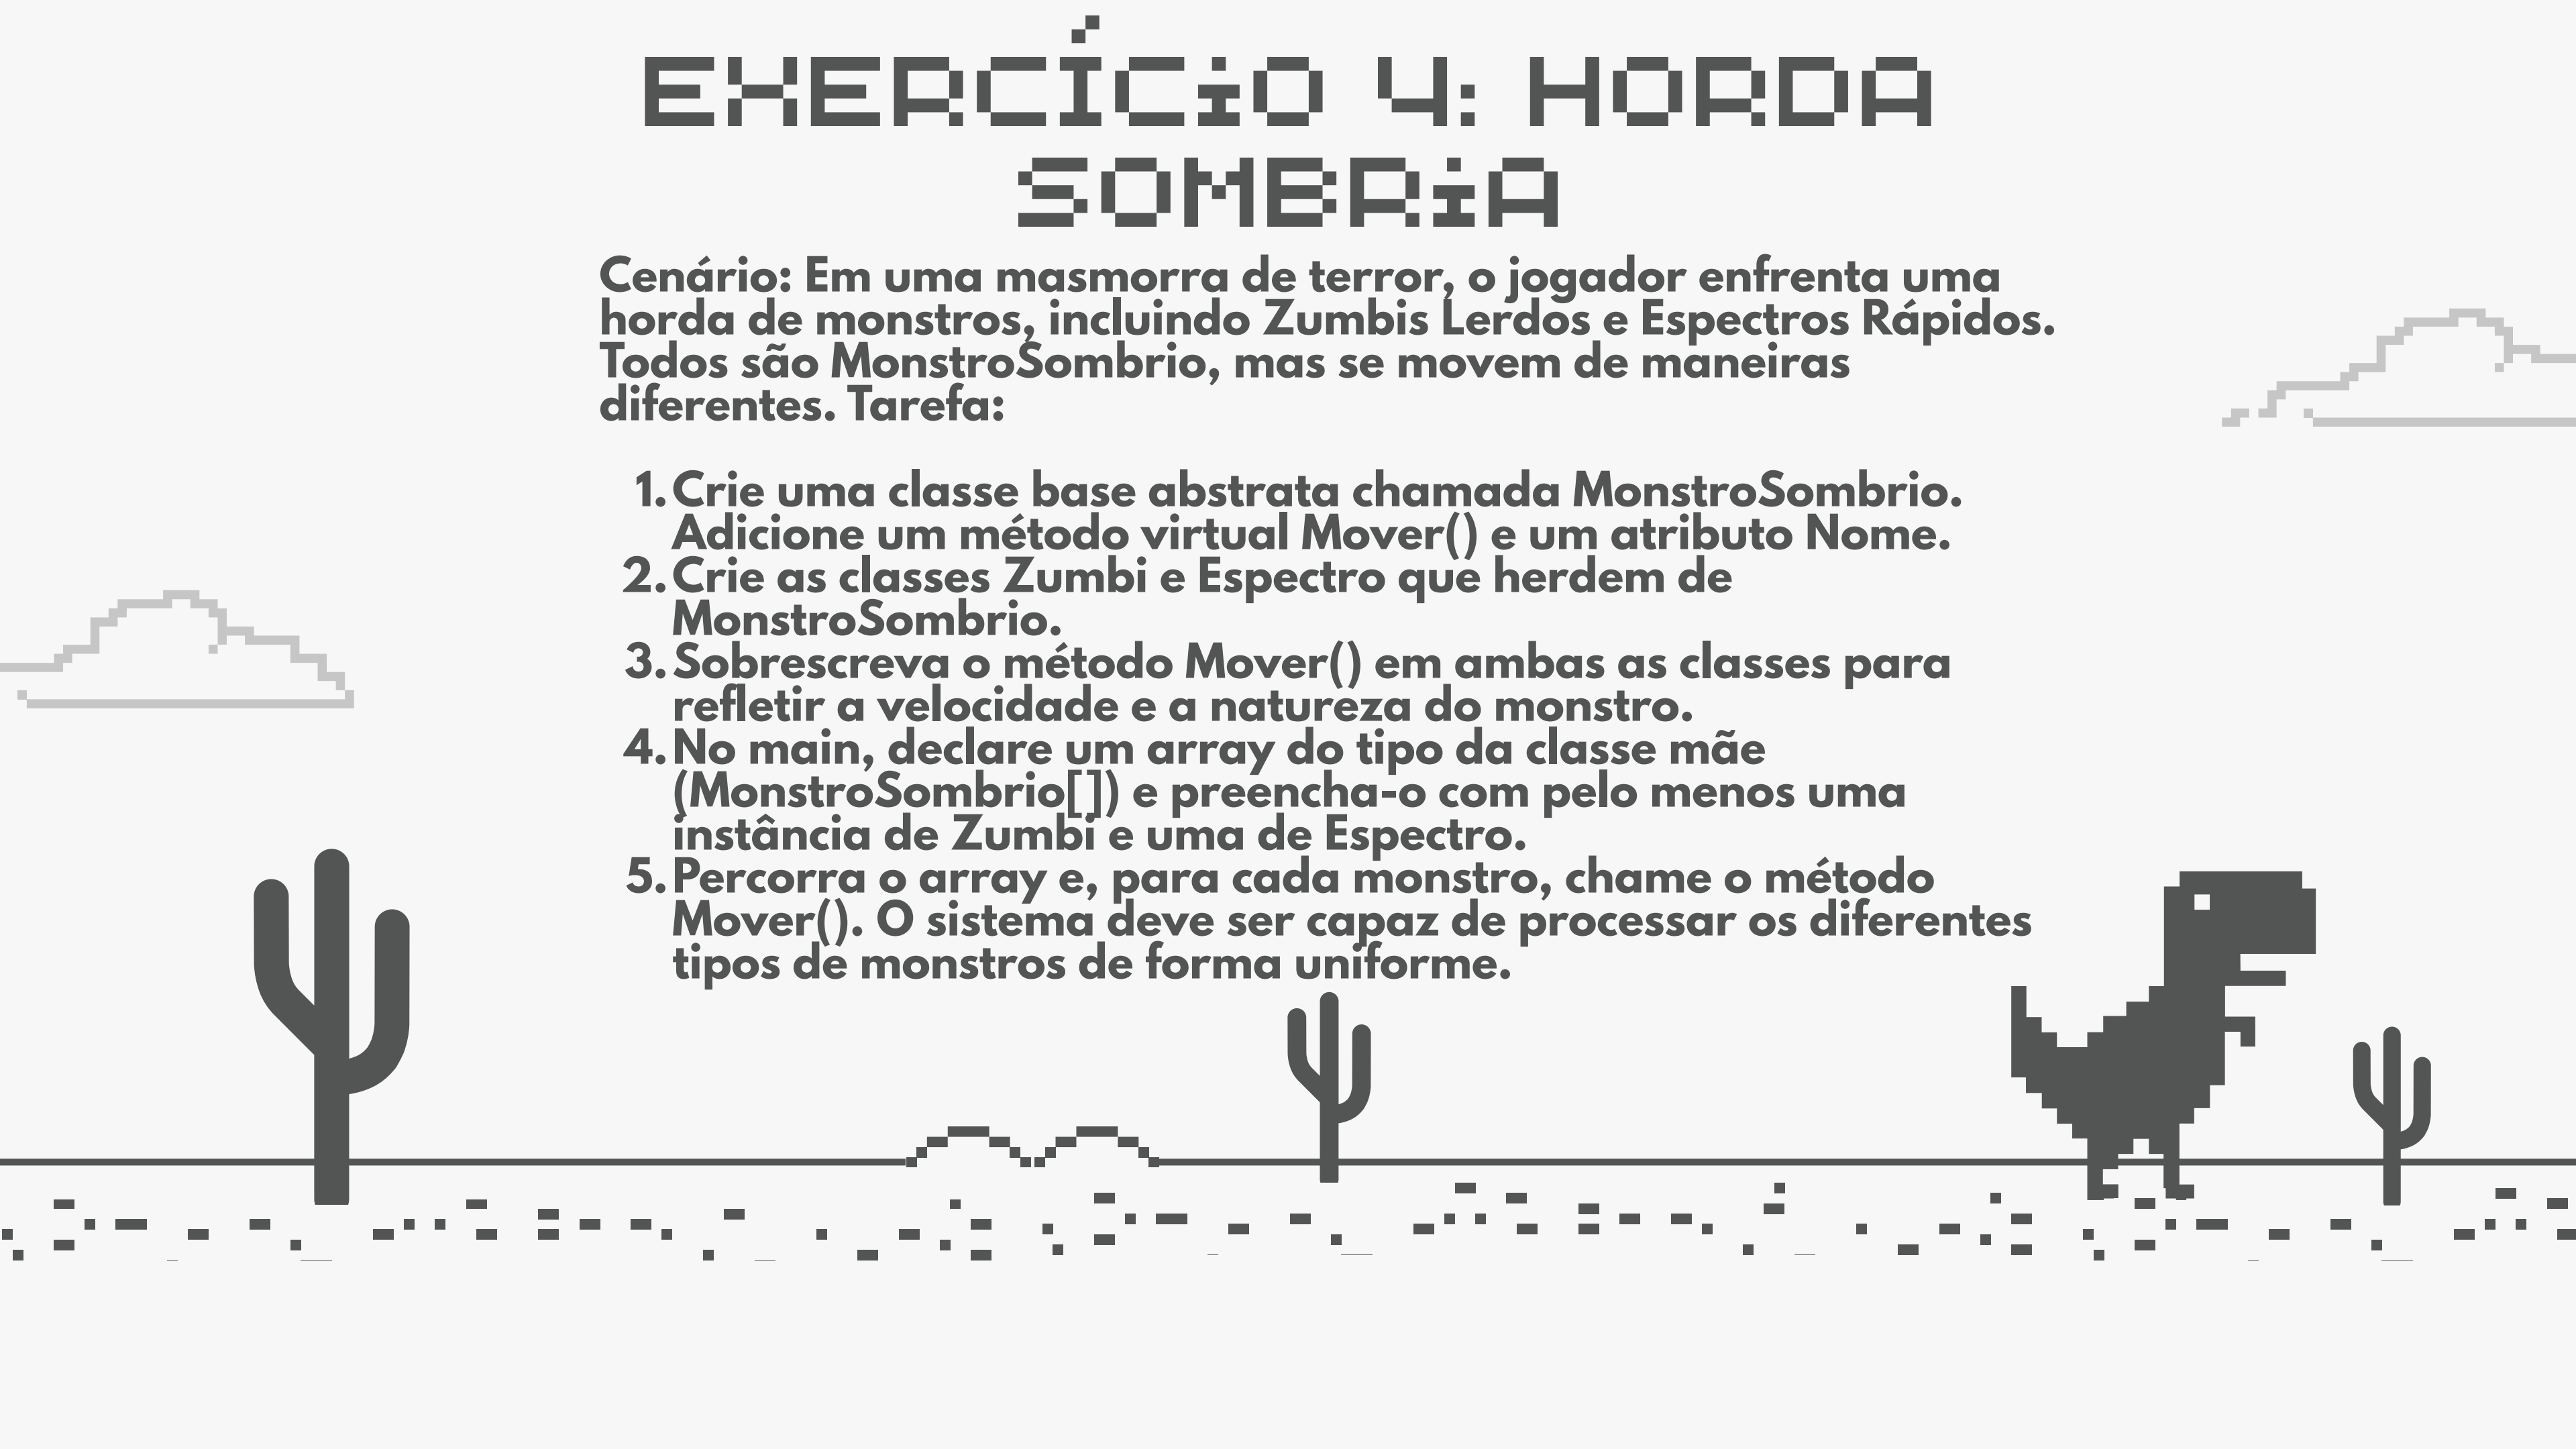 EXERCÍCIO 4: HORDA
SOMBRIA
Cenário: Em uma masmorra de terror, o jogador enfrenta uma
horda de monstros, incluindo Zumbis Lerdos e Espectros Rápidos.
Todos são MonstroSombrio, mas se movem de maneiras
diferentes. Tarefa:
1. Crie uma classe base abstrata chamada MonstroSombrio.
Adicione um método virtual Mover() e um atributo Nome.
2. Crie as classes Zumbi e Espectro que herdem de
MonstroSombrio.
3. Sobrescreva o método Mover() em ambas as classes para
refletir a velocidade e a natureza do monstro.
4. No main, declare um array do tipo da classe mãe
(MonstroSombrio[]) e preencha-o com pelo menos uma
instância de Zumbi e uma de Espectro.
5. Percorra o array e, para cada monstro, chame o método
Mover(). O sistema deve ser capaz de processar os diferentes
tipos de monstros de forma uniforme.